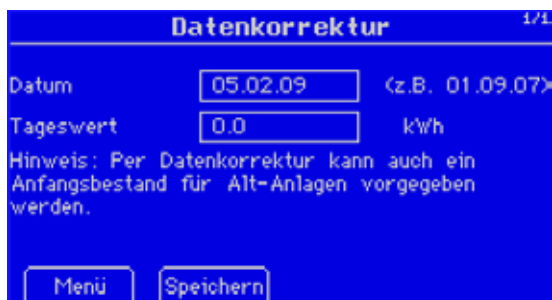 Datenkorrektur 1/1
Datum 05.02.09 (z.B. 01.09.07)
Tageswert 0.0 kWh
Hinweis: Per Datenkorrektur kann auch ein
Anfangsbestand für Alt-Anlagen vorgegeben
werden.
Menü Speichern